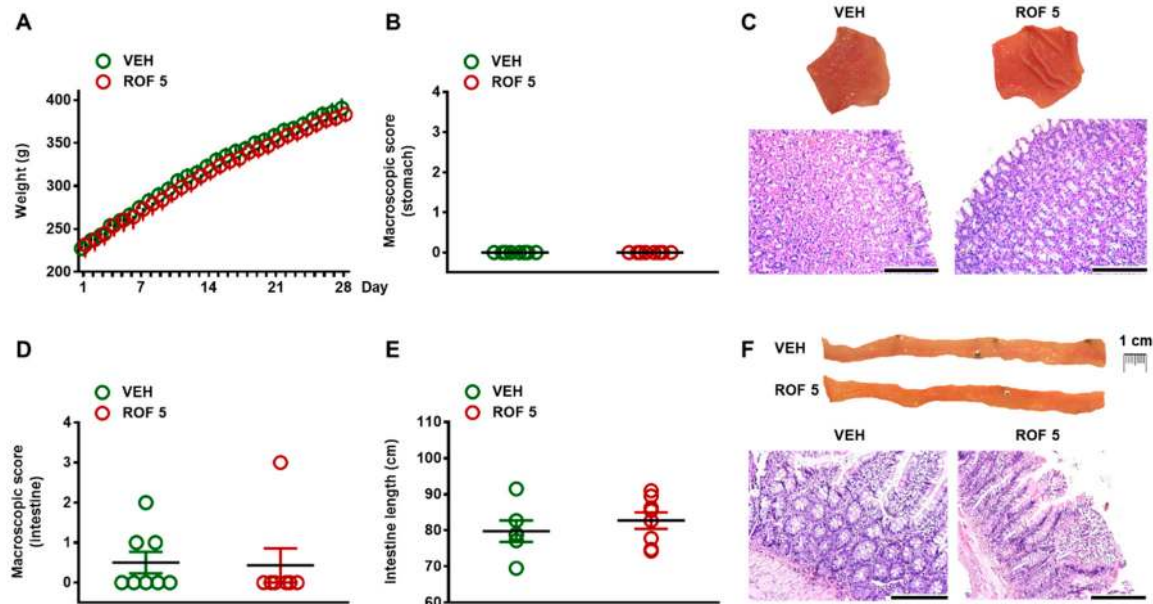 A
VEH
ROF 5
400
350
300
250
200
Weight (g)
1 7 14 21 28 Day
B
VEH
ROF 5
4
3
2
1
0
Macroscopic score
(stomach)
C
VEH ROF 5
D
VEH
ROF 5
4
3
2
1
0
Macroscopic score
(intestine)
E
VEH
ROF 5
110
100
90
80
70
60
Intestine length (cm)
F
VEH
1 cm
ROF 5
VEH ROF 5